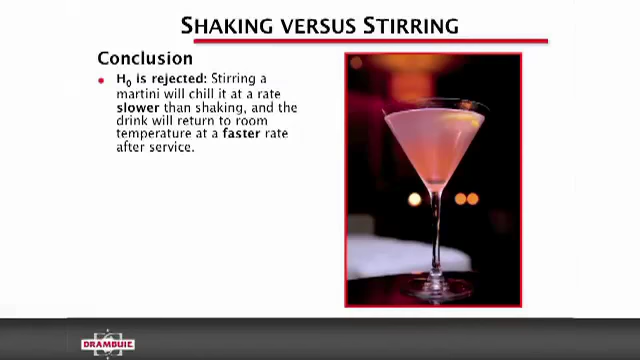 SHAKING VERSUS STIRRING
Conclusion
• H0 is rejected: Stirring a
martini will chill it at a rate
slower than shaking, and the
drink will return to room
temperature at a faster rate
after service.
DRAMBUIE